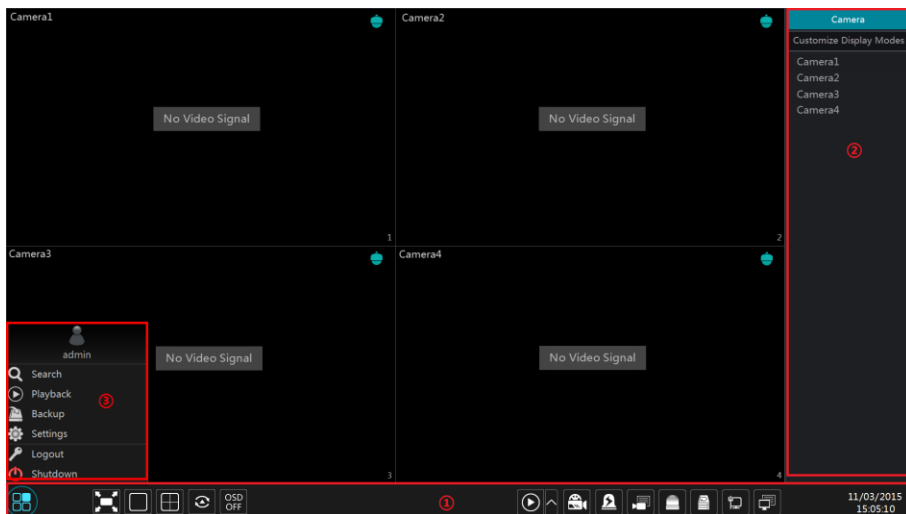 Camera1
Camera2
Camera
Customize Display Modes
Camera1
Camera2
Camera3
Camera4
②
No Video Signal
No Video Signal
1
2
Camera3
Camera4
No Video Signal
No Video Signal
admin
Search
Playback
③
Backup
Settings
Logout
Shutdown
3
4
OSD
OFF
①
11/03/2015
15:05:10